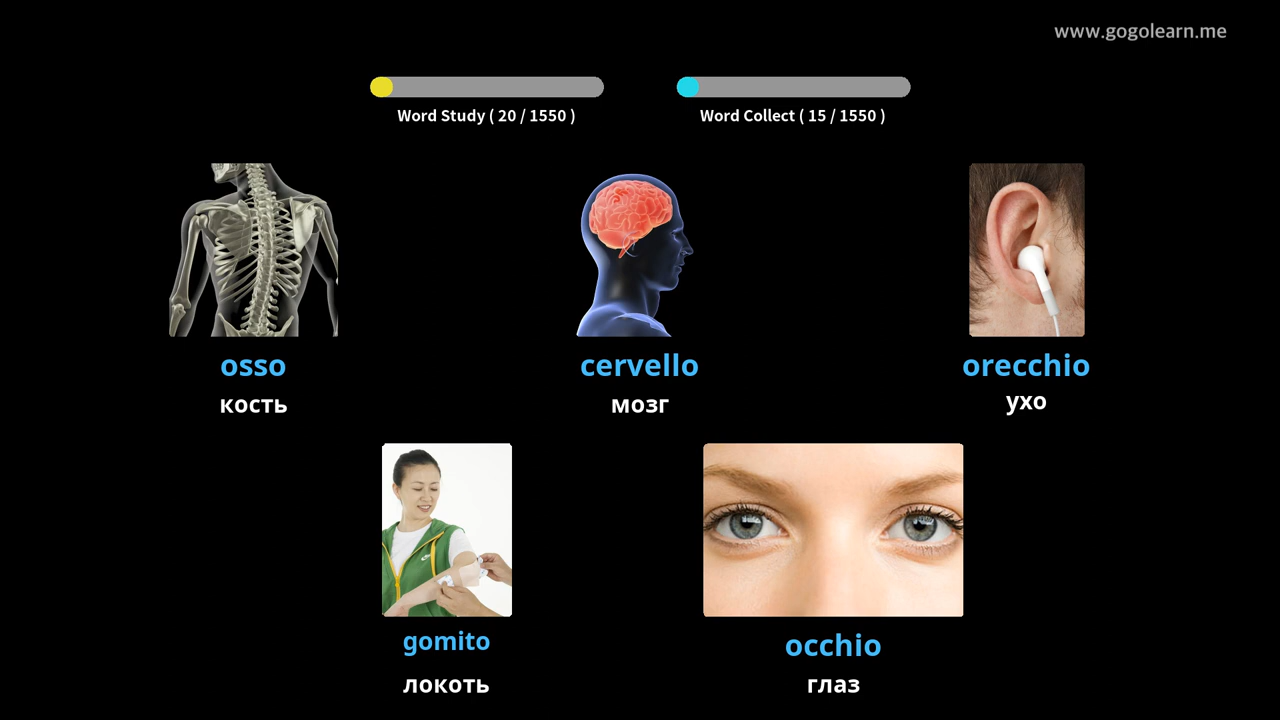 www.gogolearn.me
Word Study ( 20 / 1550 )
Word Collect ( 15 / 1550 )
osso
cervello
orecchio
кость
мозг
ухо
gomito
occhio
локоть
глаз